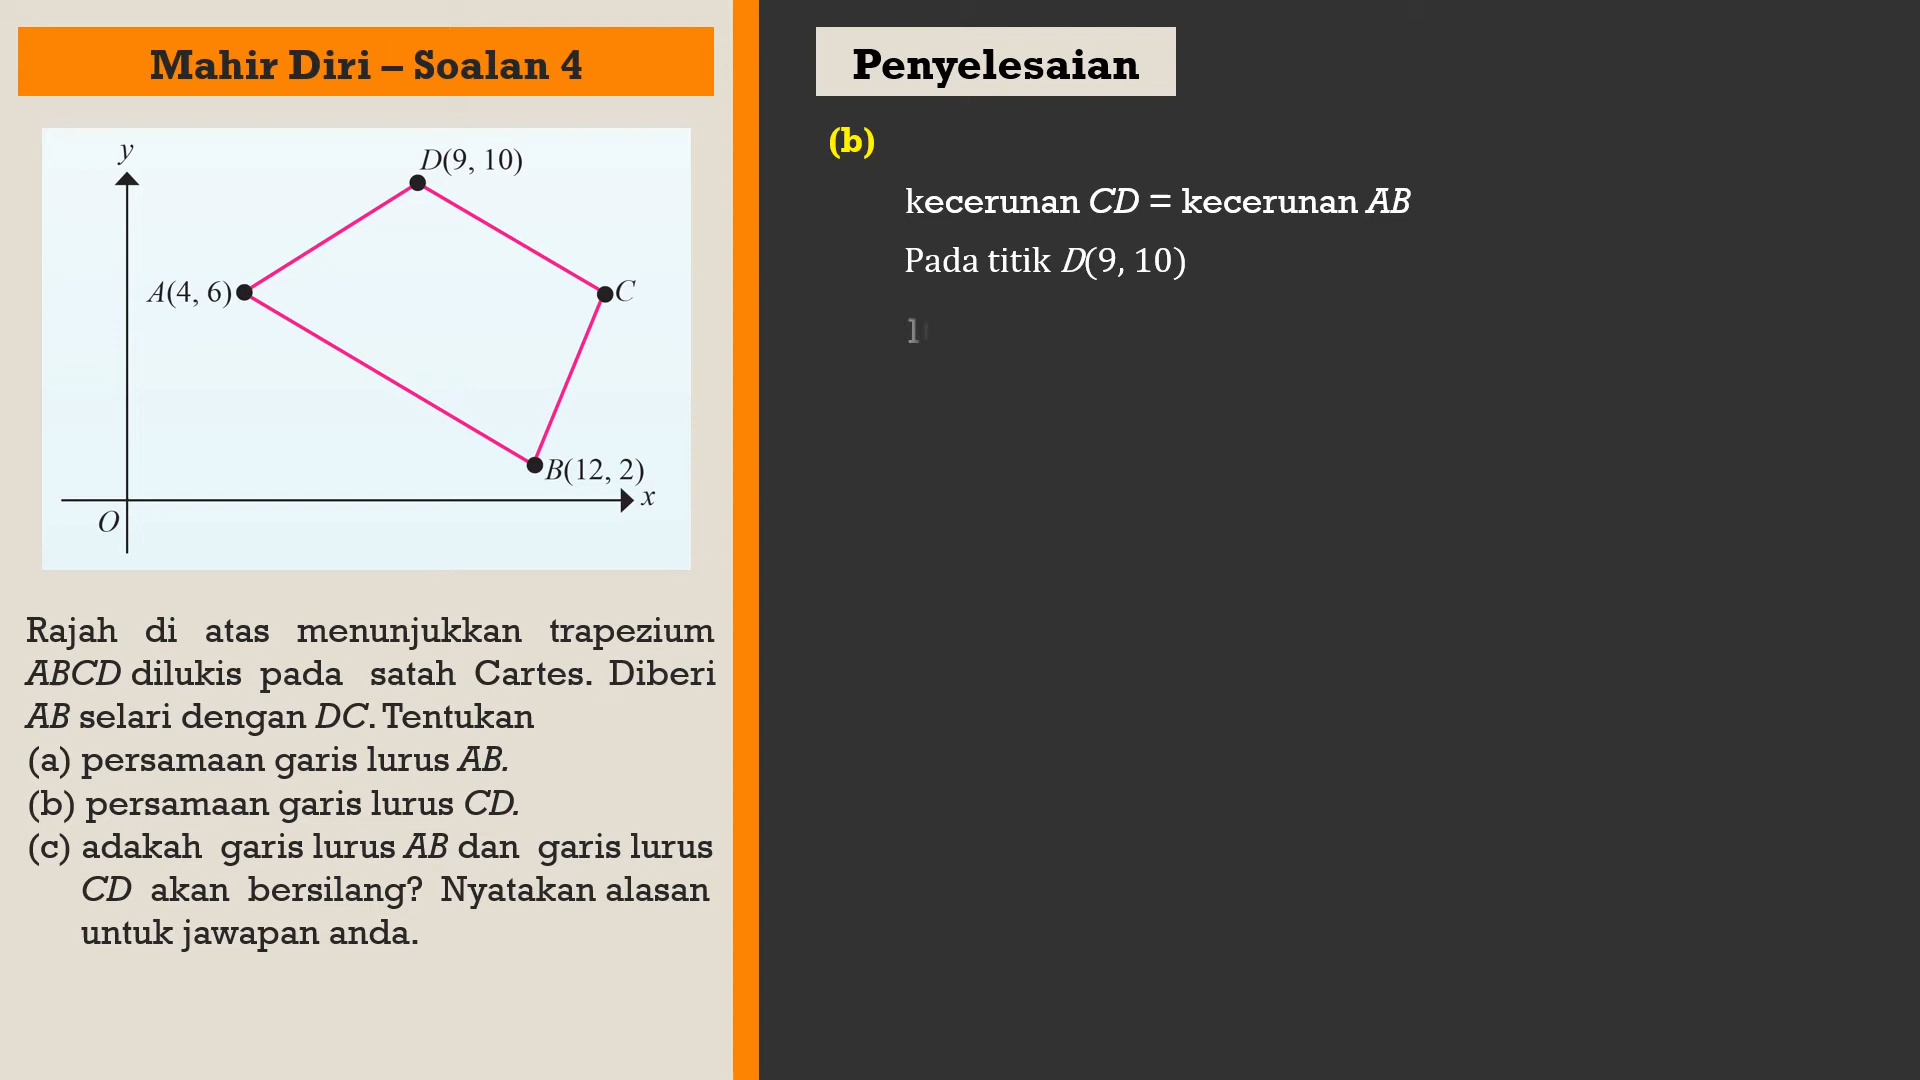 Mahir Diri – Soalan 4
y
D(9, 10)
A(4, 6)
C
B(12, 2)
x
O
Rajah di atas menunjukkan trapezium
ABCD dilukis pada satah Cartes. Diberi
AB selari dengan DC. Tentukan
(a) persamaan garis lurus AB.
(b) persamaan garis lurus CD.
(c) adakah garis lurus AB dan garis lurus
CD akan bersilang? Nyatakan alasan
untuk jawapan anda.
Penyelesaian
(b)
kecerunan CD = kecerunan AB
Pada titik D(9, 10)
1